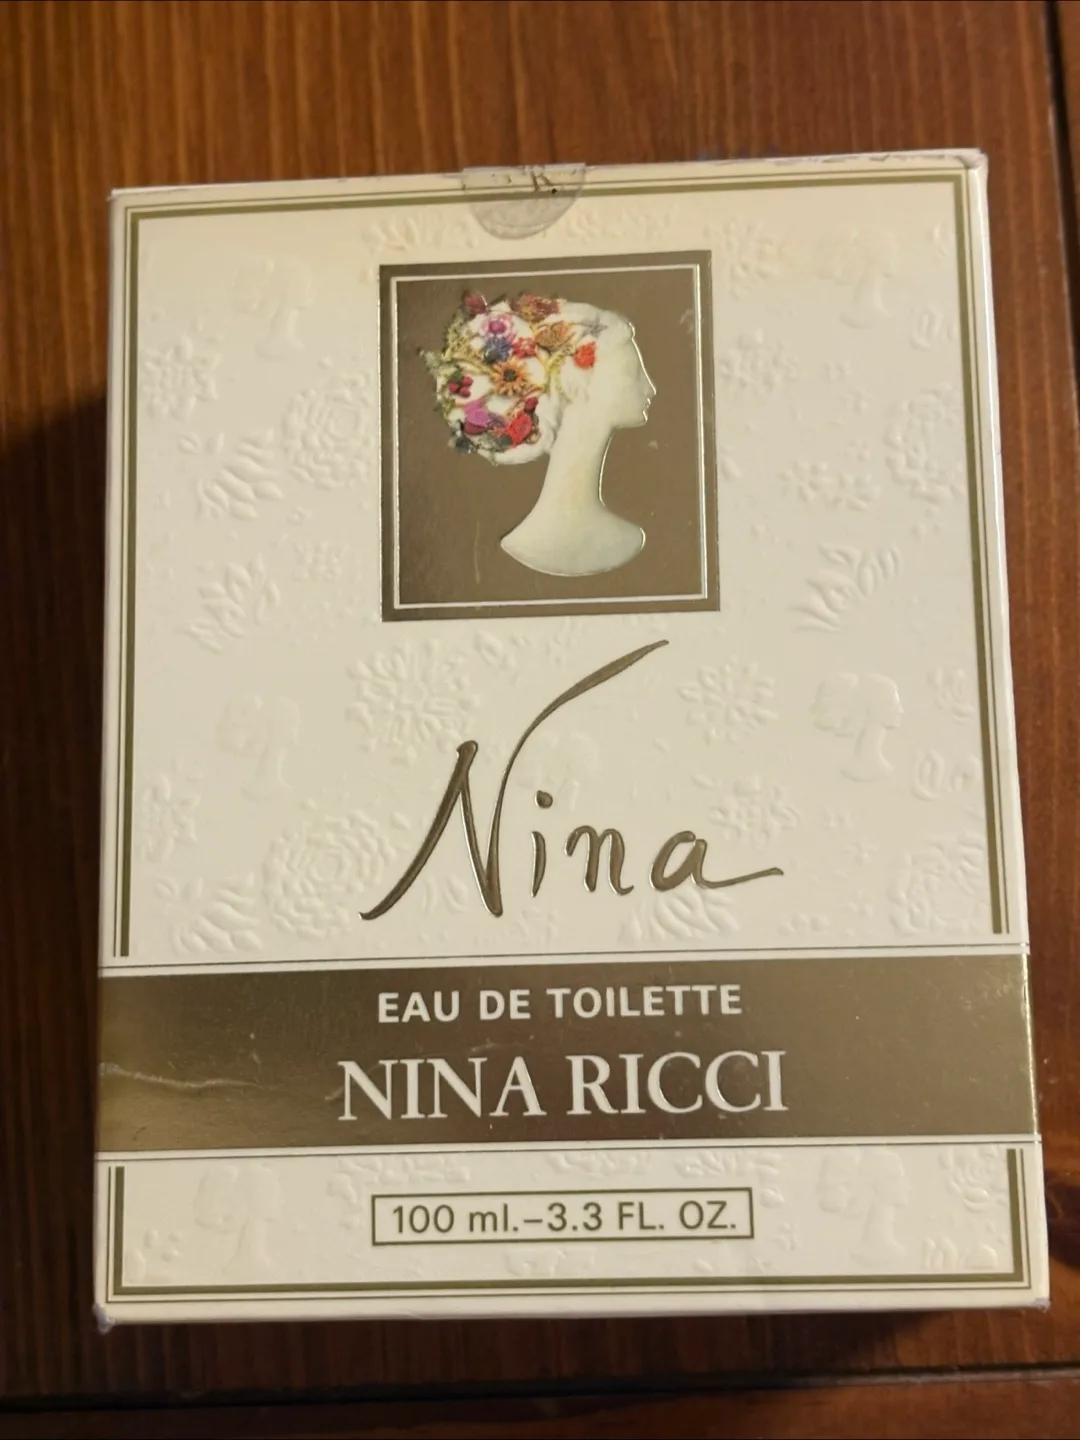 R.
Nina
EAU DE TOILETTE
NINA RICCI
100 ml.–3.3 FL. OZ.